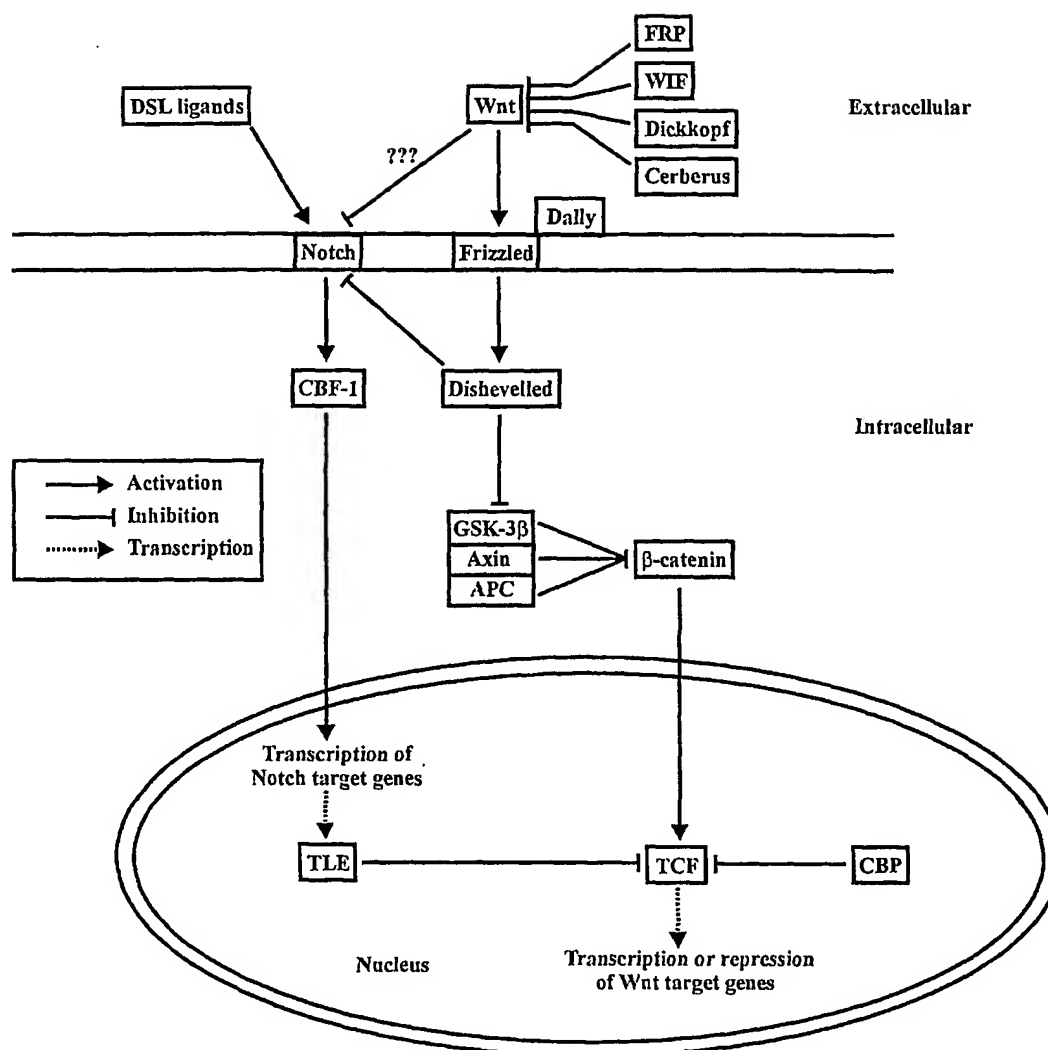 FRP
WIF
DSL ligands
Wnt
Extracellular
Dickkopf
???
Cerberus
Dally
Notch
Frizzled
CBF-1
Dishevelled
Intracellular
Activation
Inhibition
Transcription
GSK-3β
Axin
APC
β-catenin
Transcription of
Notch target genes
TLE
TCF
CBP
Nucleus
Transcription or repression
of Wnt target genes